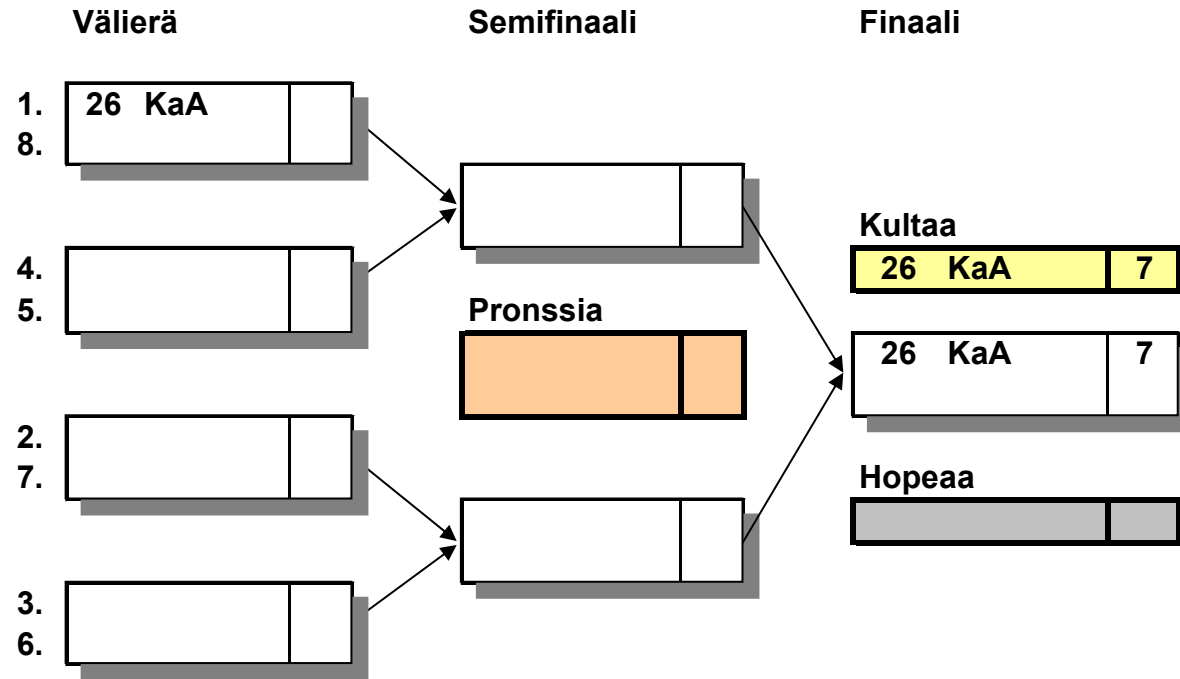 Välierä Semifinaali Finaali
1. 26 KaA
8.
4.
5.
2.
7.
3.
6.
Pronssia
Kultaa
26 KaA 7
26 KaA 7
Hopeaa